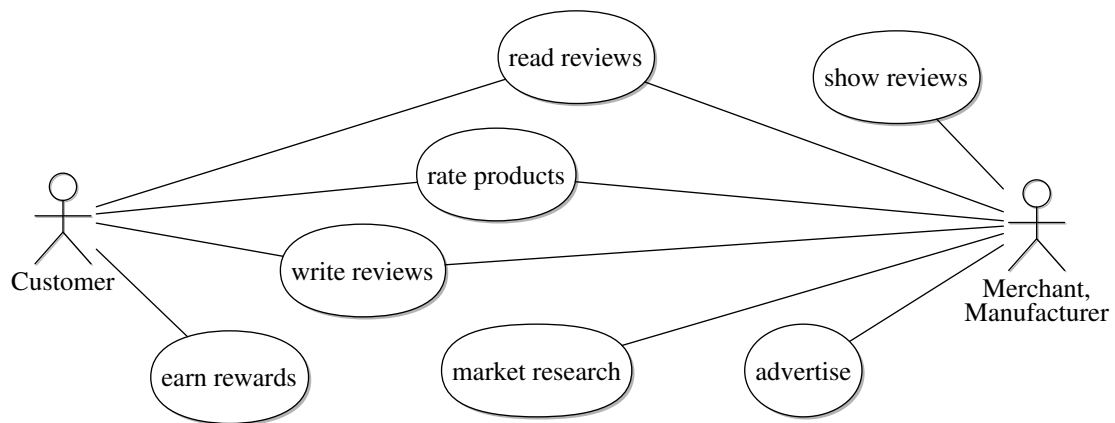 read reviews
show reviews
rate products
write reviews
Customer
Merchant,
Manufacturer
earn rewards
market research
advertise